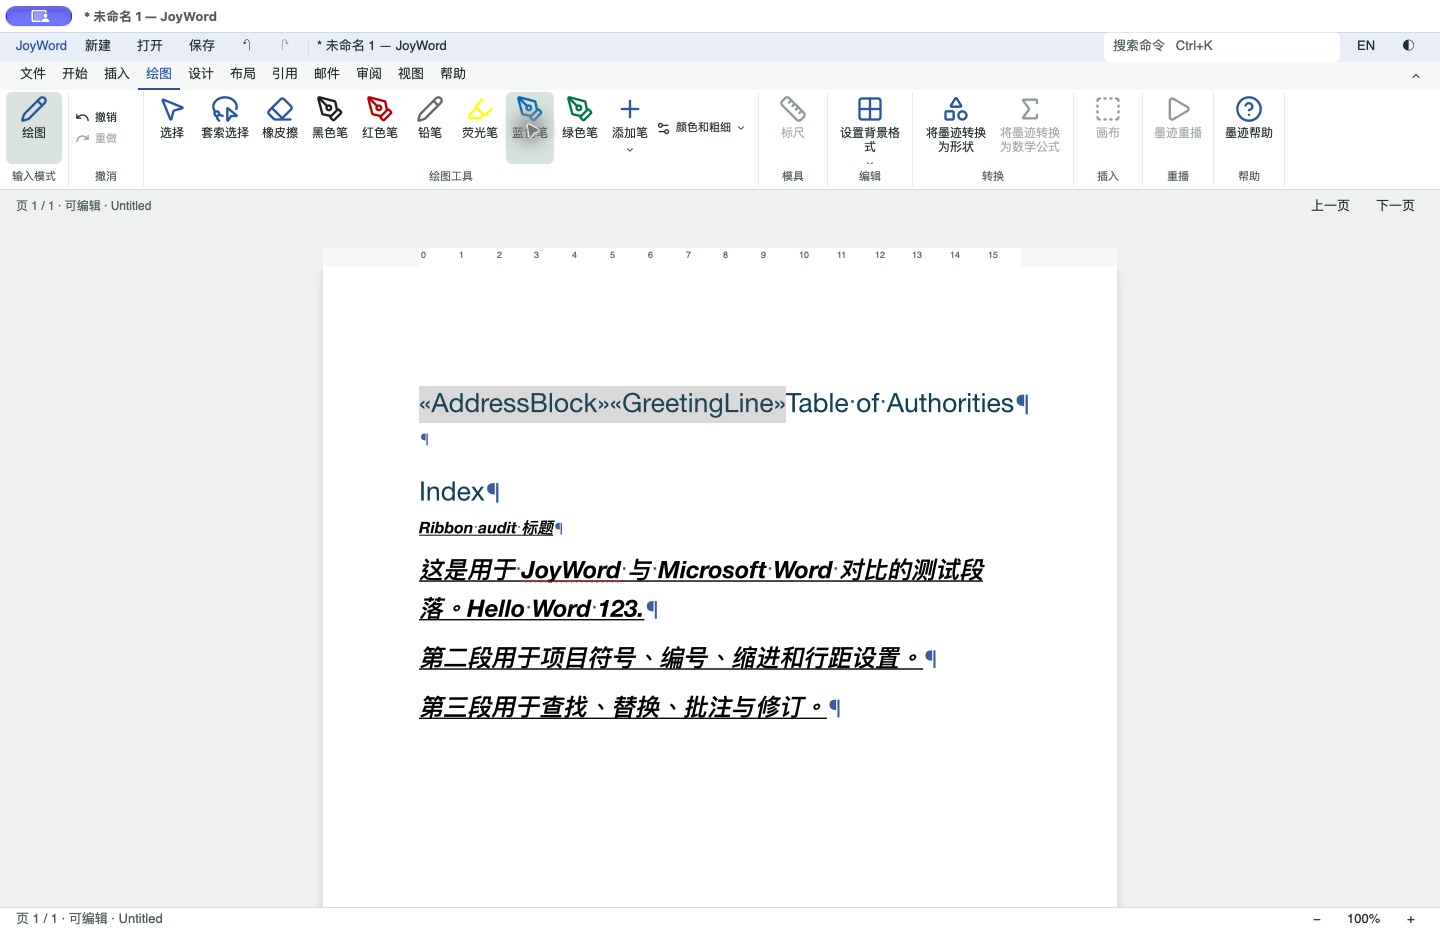 * 未命名 1 — JoyWord
JoyWord 新建 打开 保存 * 未命名 1 — JoyWord 搜索命令 Ctrl+K EN
文件 开始 插入 绘图 设计 布局 引用 邮件 审阅 视图 帮助
绘图
输入模式
撤销
重做
撤消
选择 套索选择 橡皮擦 黑色笔 红色笔 铅笔 荧光笔 蓝色笔 绿色笔 添加笔 颜色和粗细
绘图工具
标尺
模具
设置背景格
式
编辑
将墨迹转换
为形状
将墨迹转换
为数学公式
转换
画布
插入
墨迹重播
重播
墨迹帮助
帮助
页 1 / 1 · 可编辑 · Untitled 上一页 下一页
0 1 2 3 4 5 6 7 8 9 10 11 12 13 14 15
«AddressBlock»«GreetingLine»Table·of·Authorities¶
¶
Index¶
Ribbon·audit·标题¶
这是用于·JoyWord·与·Microsoft·Word·对比的测试段
落。Hello·Word·123.¶
第二段用于项目符号、编号、缩进和行距设置。¶
第三段用于查找、替换、批注与修订。¶
页 1 / 1 · 可编辑 · Untitled − 100% +